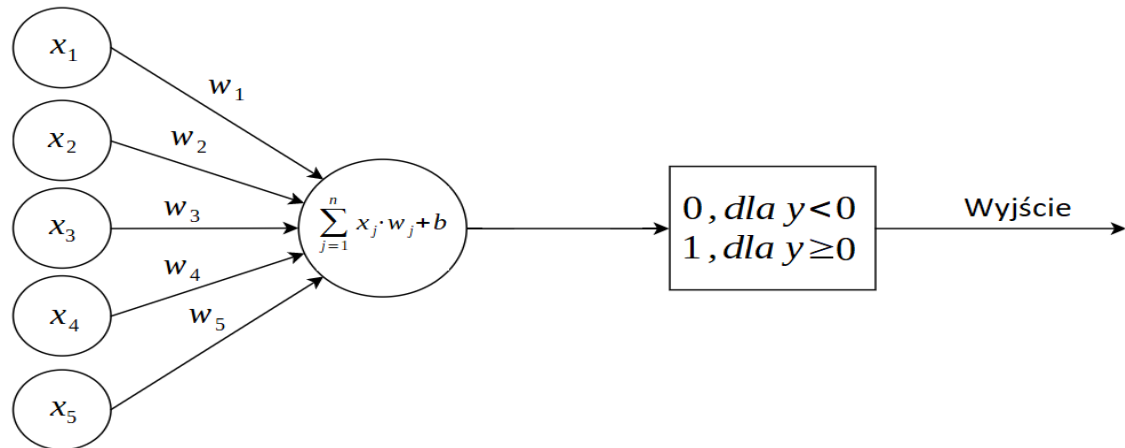 x₁
w₁
x₂
w₂
x₃
w₃
x₄
w₄
x₅
w₅
∑ⁿⱼ₌₁ xⱼ·wⱼ+b
0,dla y<0
1,dla y≥0
Wyjście